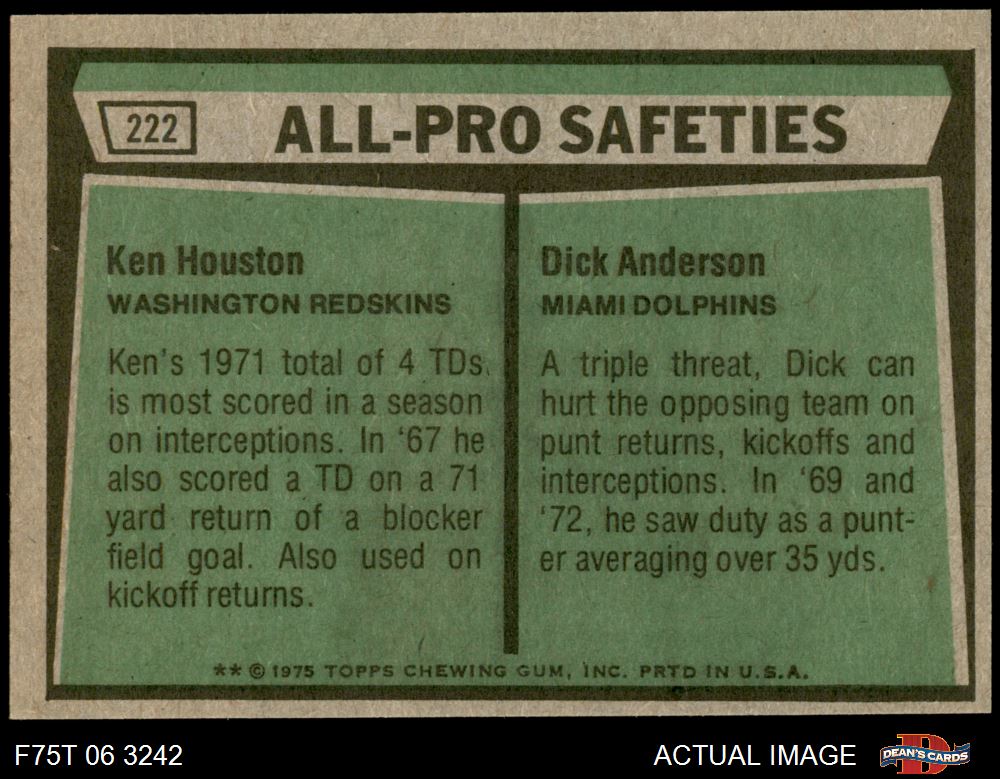 222 ALL-PRO SAFETIES
Ken Houston
WASHINGTON REDSKINS
Ken's 1971 total of 4 TDs
is most scored in a season
on interceptions. In '67 he
also scored a TD on a 71
yard return of a blocker
field goal. Also used on
kickoff returns.
Dick Anderson
MIAMI DOLPHINS
A triple threat, Dick can
hurt the opposing team on
punt returns, kickoffs and
interceptions. In '69 and
'72, he saw duty as a punt-
er averaging over 35 yds.
** © 1975 TOPPS CHEWING GUM, INC. PRTD IN U.S.A.
F75T 06 3242
ACTUAL IMAGE
D
DEAN'S CARDS